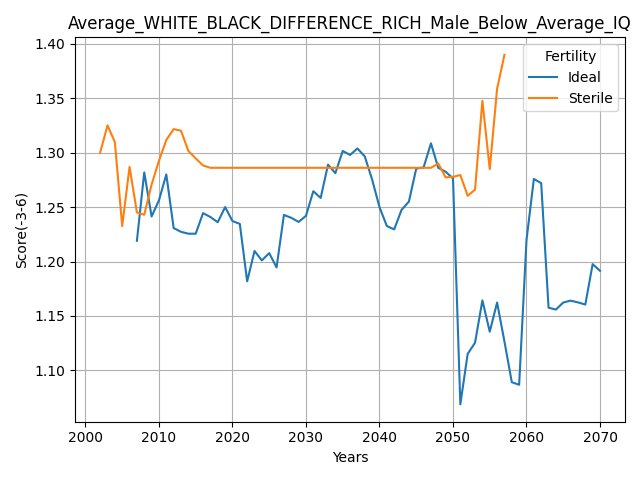 Average_WHITE_BLACK_DIFFERENCE_RICH_Male_Below_Average_IQ
Fertility
Ideal
Sterile
Score(-3-6)
1.40
1.35
1.30
1.25
1.20
1.15
1.10
2000 2010 2020 2030 2040 2050 2060 2070
Years